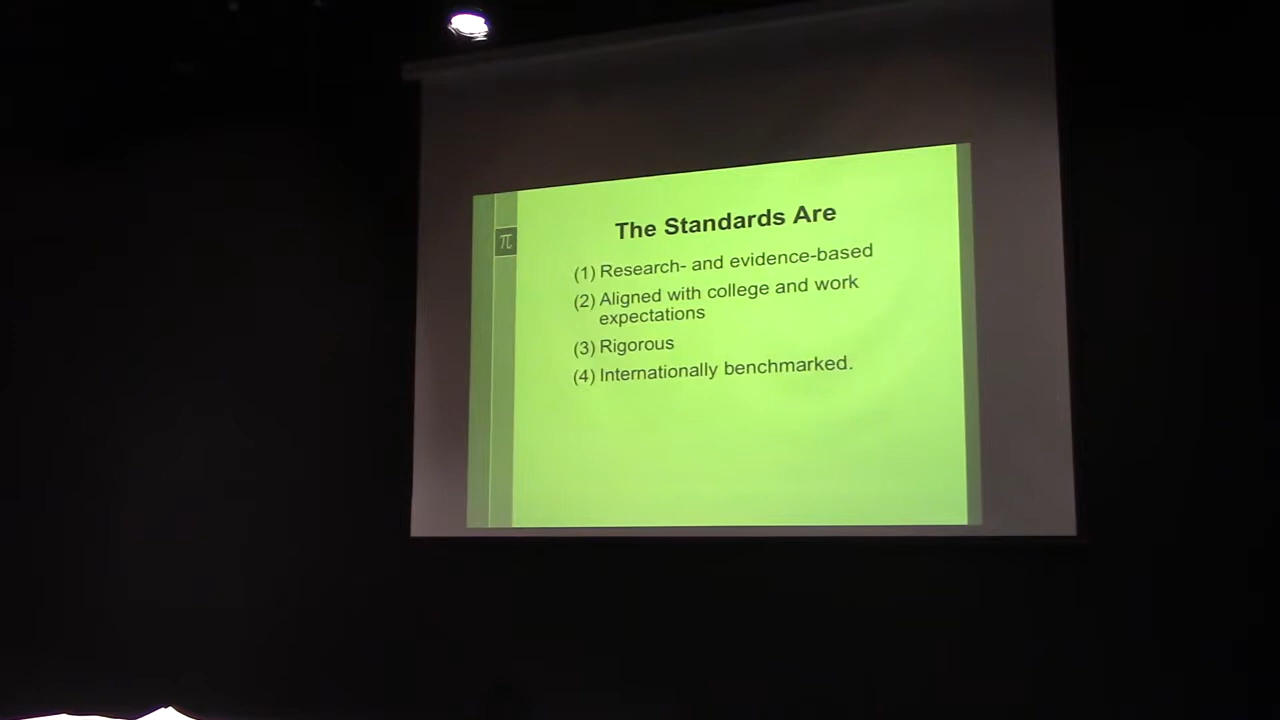 The Standards Are
π
(1) Research- and evidence-based
(2) Aligned with college and work
expectations
(3) Rigorous
(4) Internationally benchmarked.